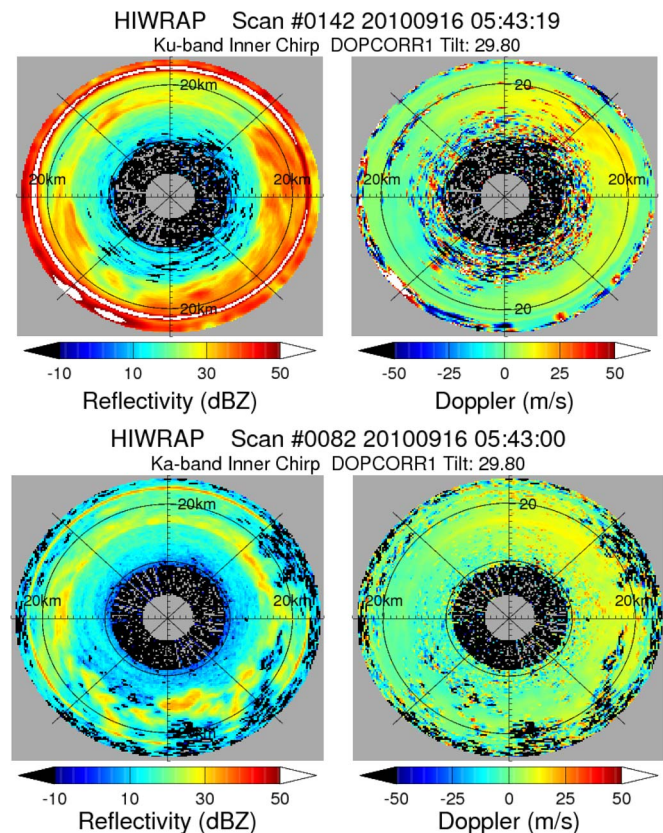 HIWRAP Scan #0142 20100916 05:43:19
Ku-band Inner Chirp DOPCORR1 Tilt: 29.80
20km 20
20km 20km 20km 20km
20km 20
-10 10 30 50 -50 -25 0 25 50
Reflectivity (dBZ) Doppler (m/s)
HIWRAP Scan #0082 20100916 05:43:00
Ka-band Inner Chirp DOPCORR1 Tilt: 29.80
20km 20
20km 20km 20km 20km
-10 10 30 50 -50 -25 0 25 50
Reflectivity (dBZ) Doppler (m/s)